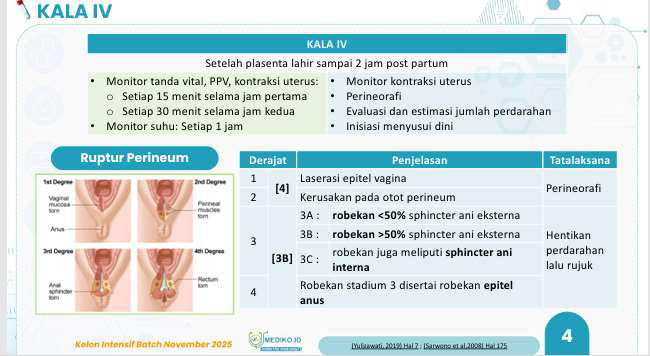 KALA IV
KALA IV
Setelah plasenta lahir sampai 2 jam post partum
• Monitor tanda vital, PPV, kontraksi uterus:
o Setiap 15 menit selama jam pertama
o Setiap 30 menit selama jam kedua
• Monitor suhu: Setiap 1 jam
• Monitor kontraksi uterus
• Perineorafi
• Evaluasi dan estimasi jumlah perdarahan
• Inisiasi menyusui dini
Ruptur Perineum
1st Degree
Vaginal
mucosa
torn
Anus
2nd Degree
Perineal
muscles
torn
3rd Degree
Anal
sphincter
torn
4th Degree
Rectum
torn
Derajat Penjelasan Tatalaksana
1 [4] Laserasi epitel vagina Perineorafi
2 Kerusakan pada otot perineum
3 [3B] 3A : robekan <50% sphincter ani eksterna
3B : robekan >50% sphincter ani eksterna
3C : robekan juga meliputi sphincter ani
interna
Hentikan
perdarahan
lalu rujuk
4 Robekan stadium 3 disertai robekan epitel
anus
Kelon Intensif Batch November 2025
MEDIKO.ID
(Yulizawati, 2019) Hal 7 ; (Sarwono et al,2008) Hal 175
4